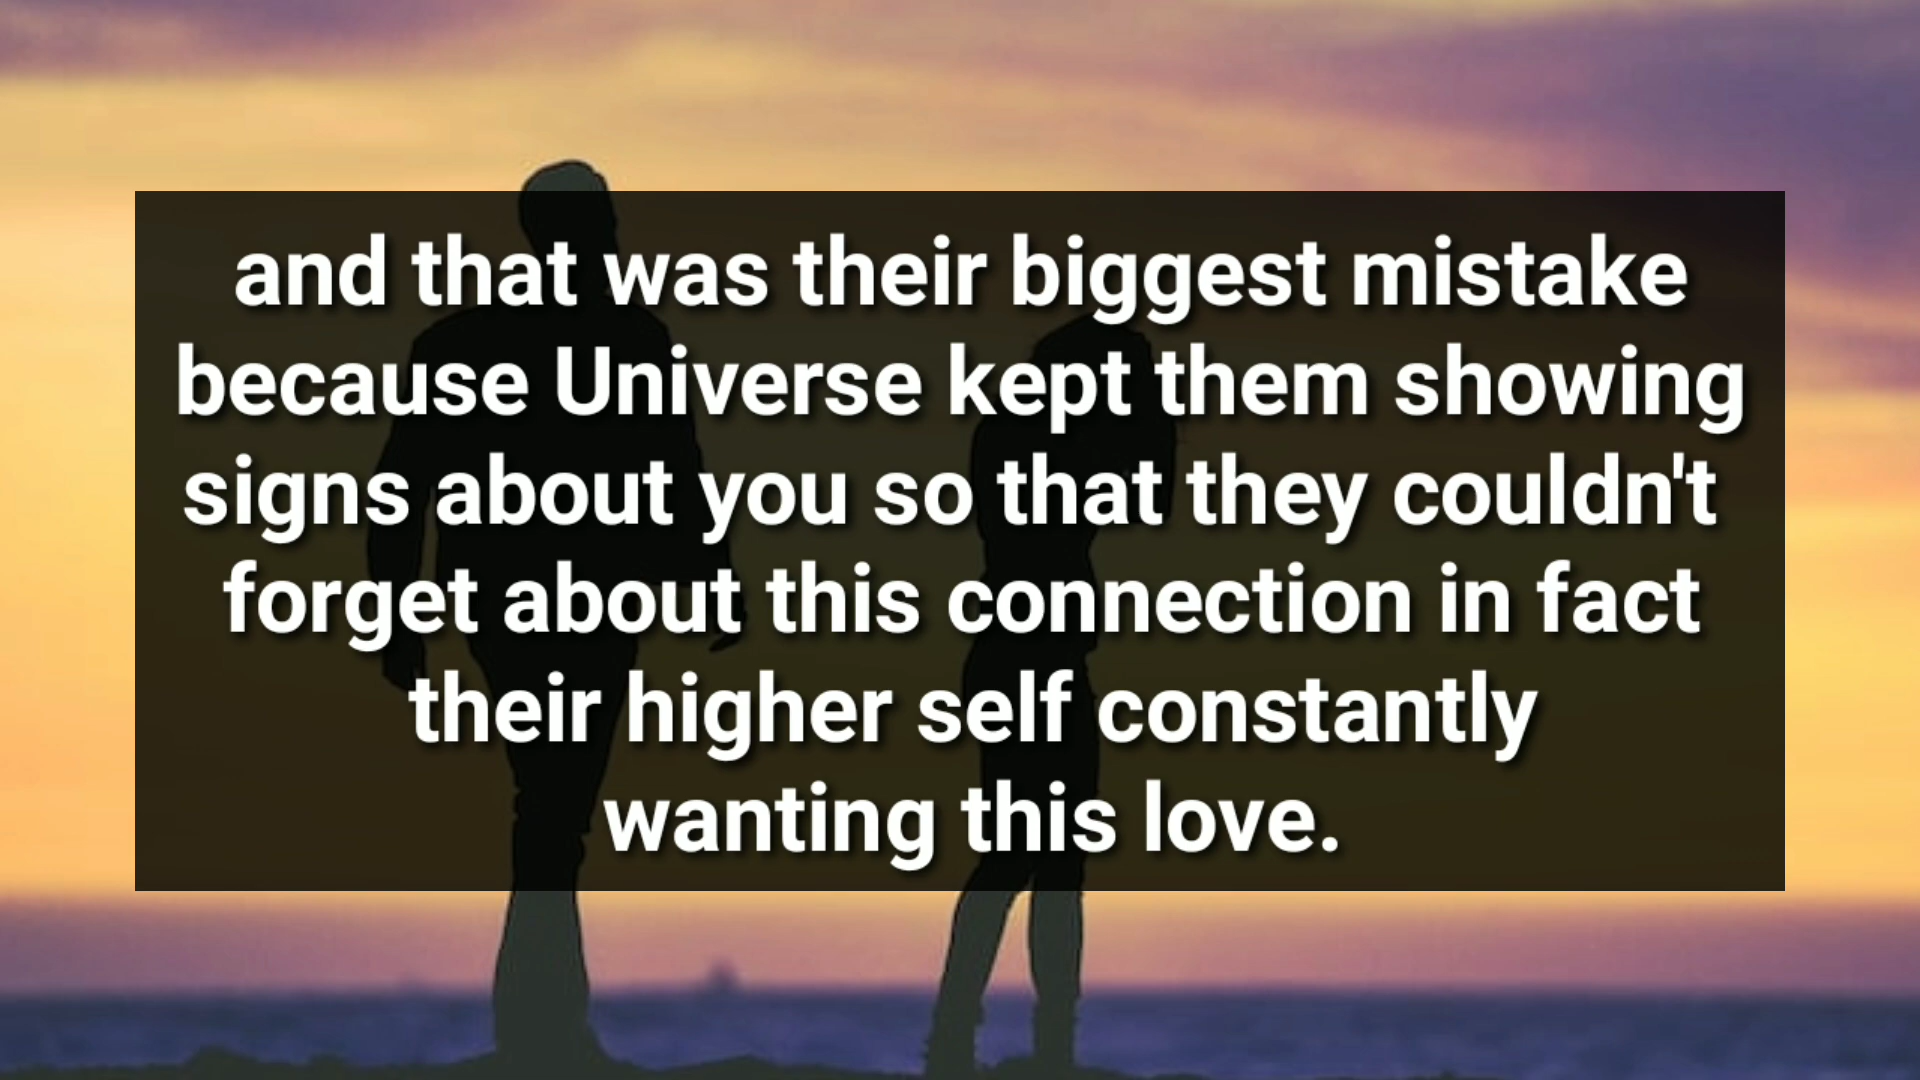 and that was their biggest mistake
because Universe kept them showing
signs about you so that they couldn't
forget about this connection in fact
their higher self constantly
wanting this love.